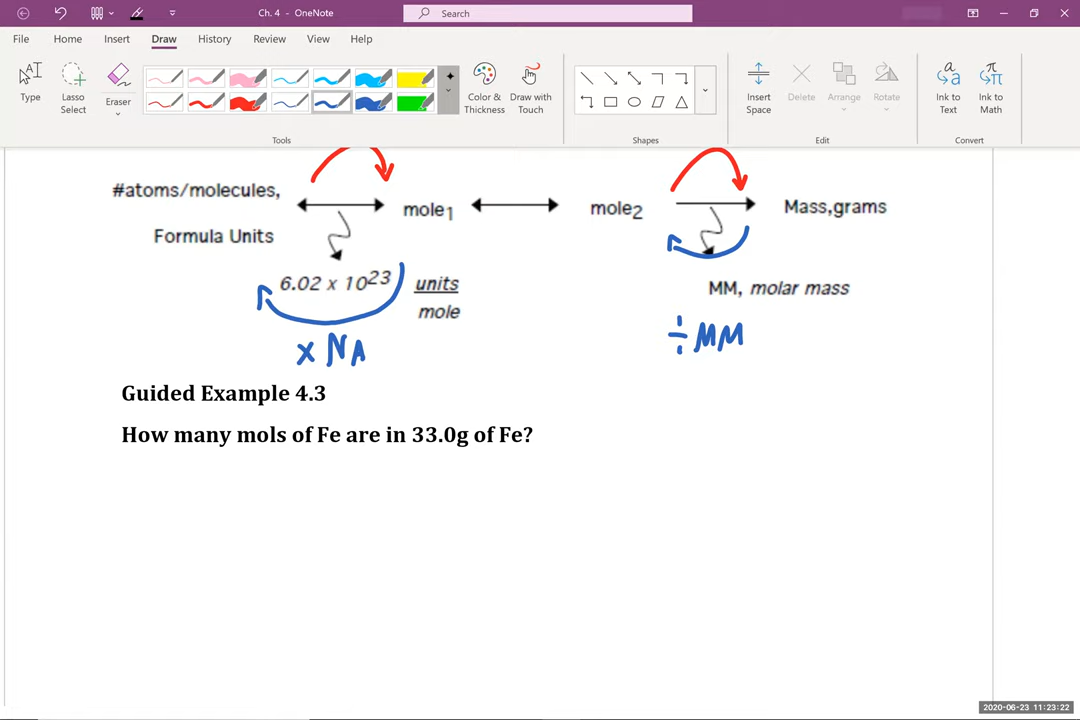 Ch. 4 - OneNote
Search
File Home Insert Draw History Review View Help
Type
Lasso Select
Eraser
Color & Thickness
Draw with Touch
Insert Space
Delete
Arrange
Rotate
Ink to Text
Ink to Math
Tools
Shapes
Edit
Convert
#atoms/molecules,
mole1
mole2
Mass,grams
Formula Units
6.02 x 10^23 units
mole
MM, molar mass
x NA
÷ MM
Guided Example 4.3
How many mols of Fe are in 33.0g of Fe?
2020-06-23 11:23:22